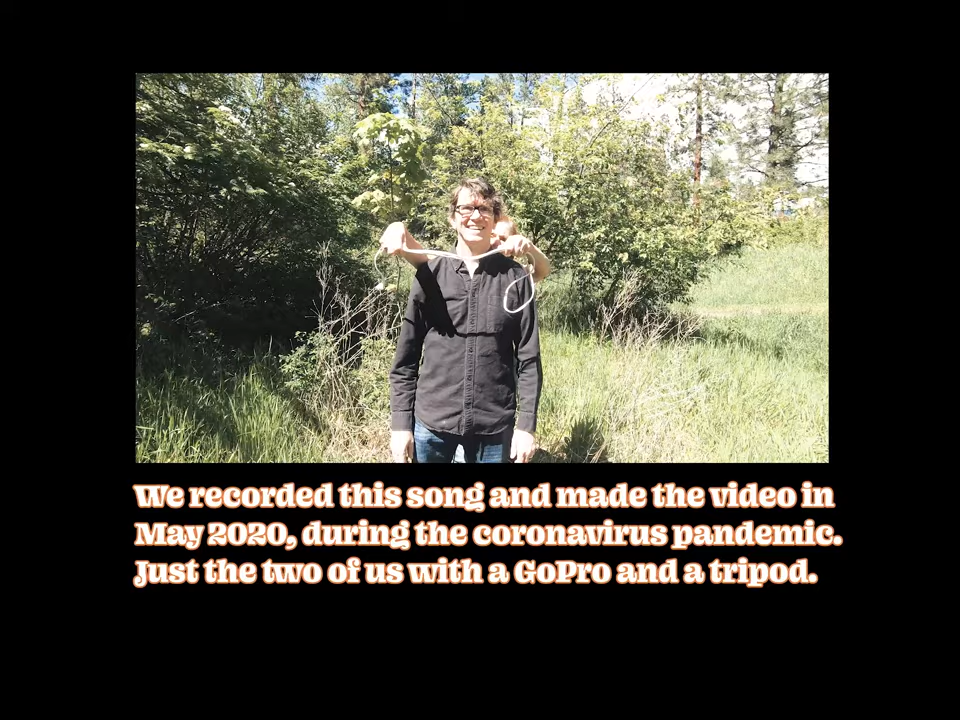 We recorded this song and made the video in
May 2020, during the coronavirus pandemic.
Just the two of us with a GoPro and a tripod.